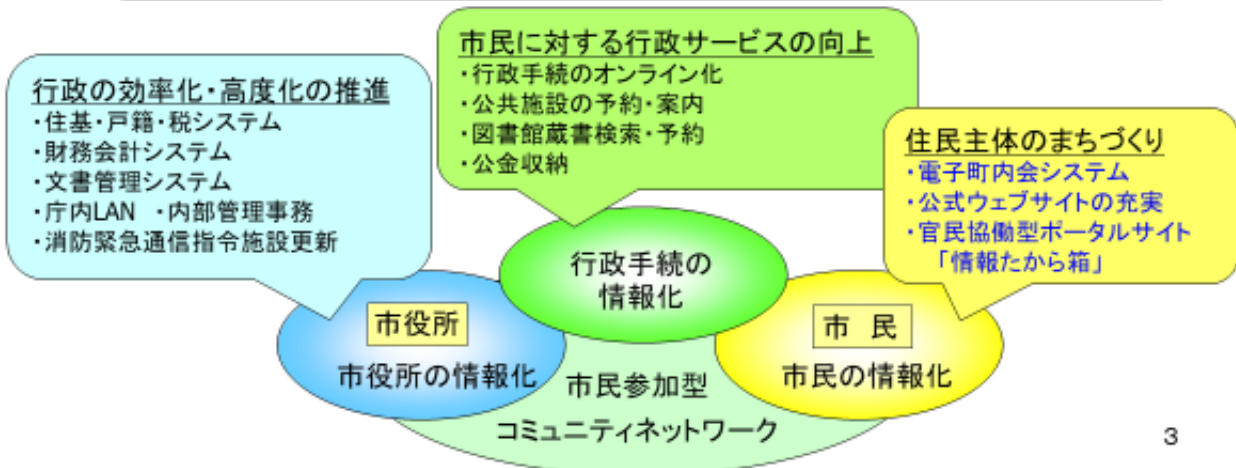 行政の効率化・高度化の推進
・住基・戸籍・税システム
・財務会計システム
・文書管理システム
・庁内LAN ・内部管理事務
・消防緊急通信指令施設更新
市民に対する行政サービスの向上
・行政手続のオンライン化
・公共施設の予約・案内
・図書館蔵書検索・予約
・公金収納
住民主体のまちづくり
・電子町内会システム
・公式ウェブサイトの充実
・官民協働型ポータルサイト
「情報たから箱」
行政手続の
情報化
市役所
市役所の情報化
市 民
市民の情報化
市民参加型
コミュニティネットワーク
3